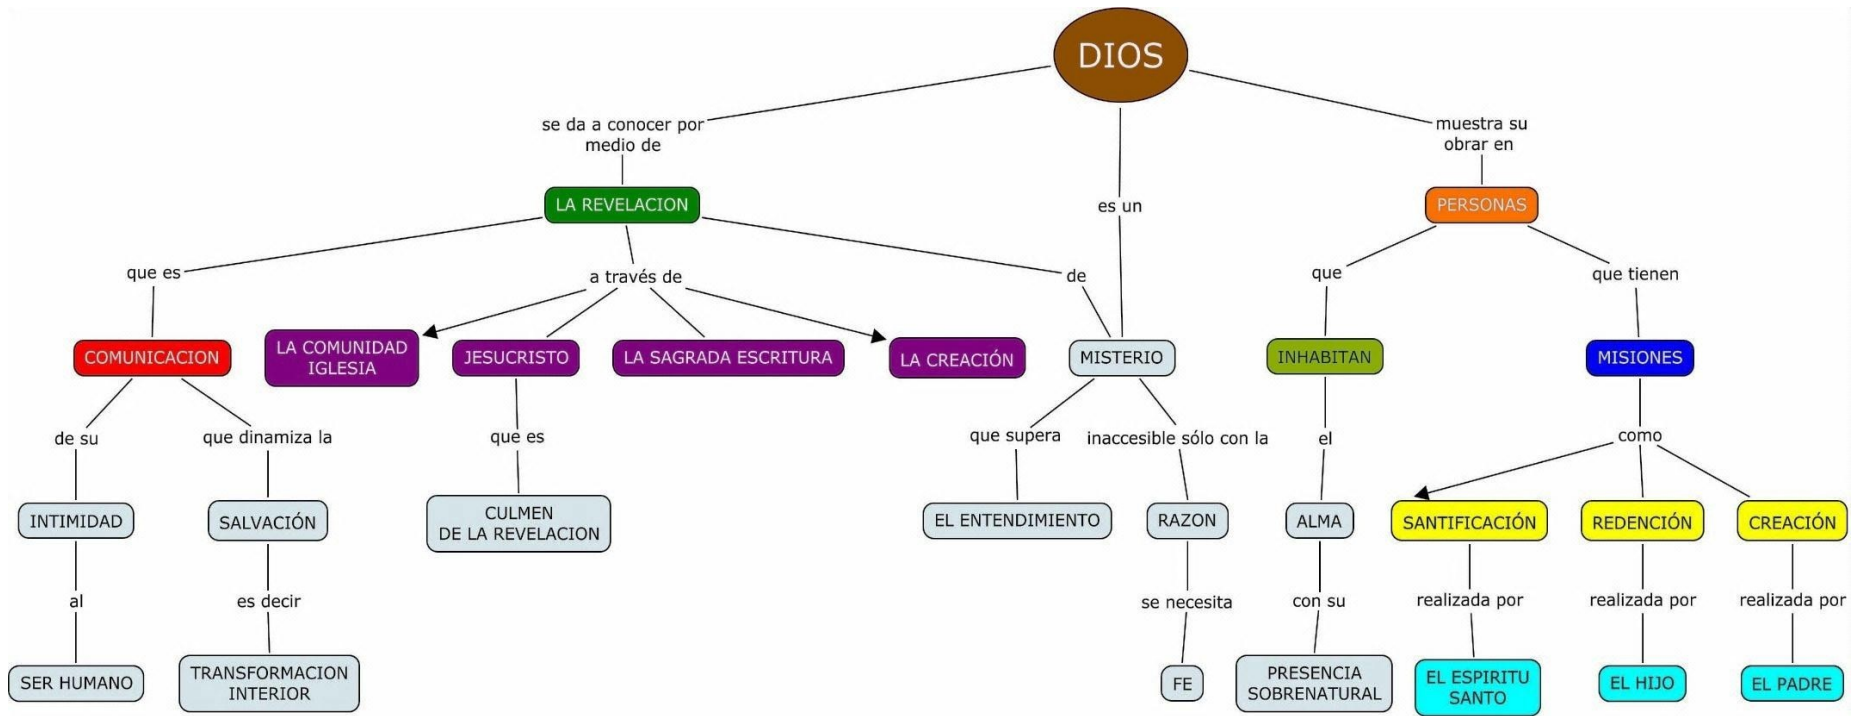 DIOS
se da a conocer por
medio de
muestra su
obrar en
LA REVELACION
es un
PERSONAS
que es
a través de
de
que
que tienen
COMUNICACION
LA COMUNIDAD
IGLESIA
JESUCRISTO
LA SAGRADA ESCRITURA
LA CREACIÓN
MISTERIO
INHABITAN
MISIONES
de su
que dinamiza la
que es
que supera
inaccesible sólo con la
el
como
INTIMIDAD
SALVACIÓN
CULMEN
DE LA REVELACION
EL ENTENDIMIENTO
RAZON
ALMA
SANTIFICACIÓN
REDENCIÓN
CREACIÓN
al
es decir
se necesita
con su
realizada por
realizada por
realizada por
SER HUMANO
TRANSFORMACION
INTERIOR
FE
PRESENCIA
SOBRENATURAL
EL ESPIRITU
SANTO
EL HIJO
EL PADRE